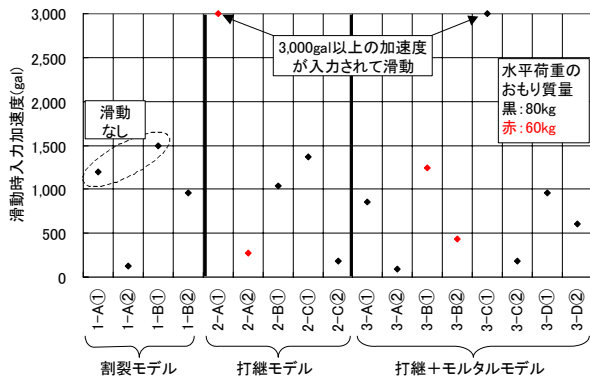 3,000
2,500
2,000
1,500
1,000
500
0
滑動時入力加速度(gal)
3,000gal以上の加速度
が入力されて滑動
水平荷重の
おもり質量
黒:80kg
赤:60kg
滑動
なし
1-A①
1-A②
1-B①
1-B②
2-A①
2-A②
2-B①
2-C①
2-C②
3-A①
3-A②
3-B①
3-B②
3-C①
3-C②
3-D①
3-D②
割裂モデル
打継モデル
打継+モルタルモデル